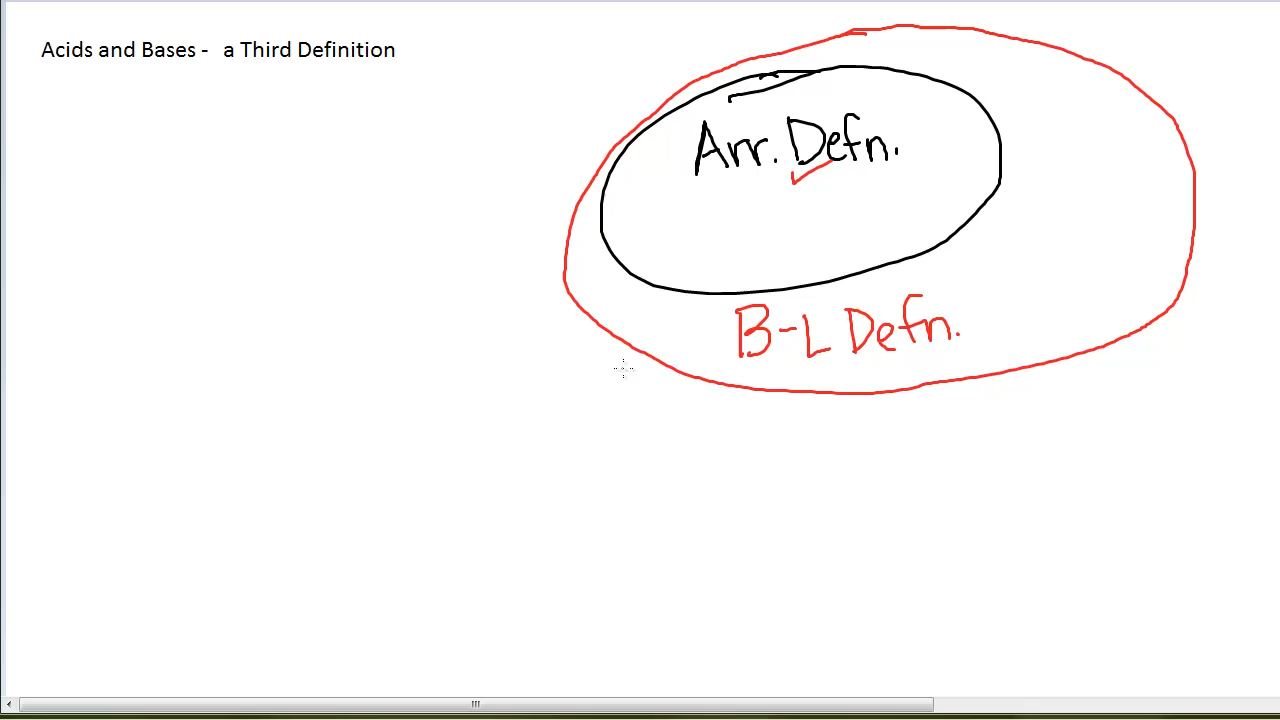 Acids and Bases - a Third Definition
Arr. Defn.
B-L Defn.